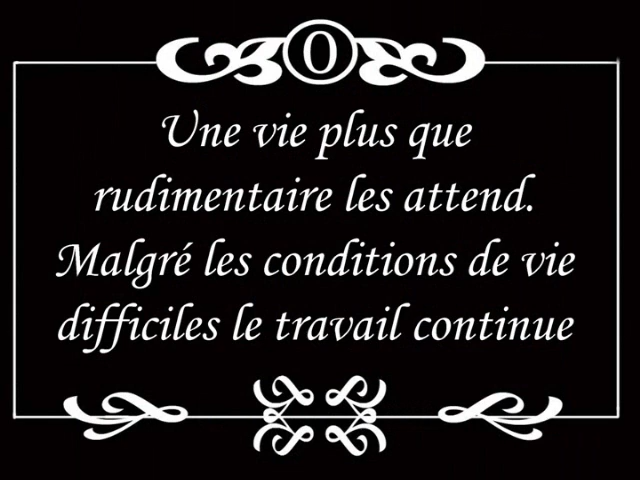 O
Une vie plus que
rudimentaire les attend.
Malgré les conditions de vie
difficiles le travail continue